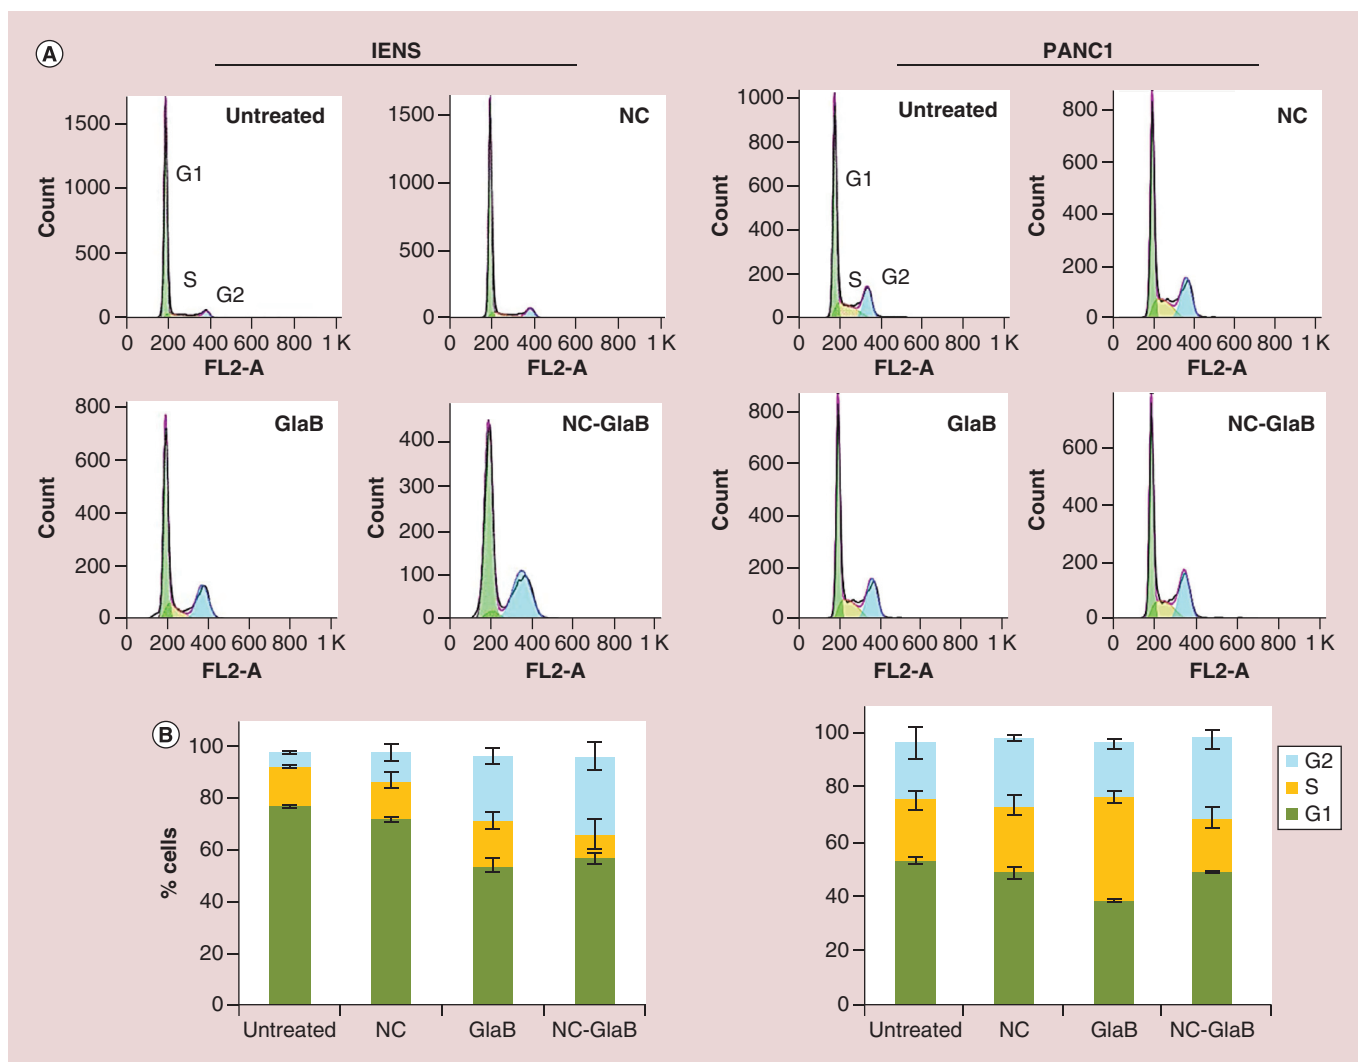 A
IENS
PANC1
Untreated
1500
1000
500
0
Count
G1
S
G2
0 200 400 600 800 1 K
FL2-A
NC
1500
1000
500
0
Count
0 200 400 600 800 1 K
FL2-A
Untreated
1000
800
600
400
200
0
Count
G1
S
G2
0 200 400 600 800 1 K
FL2-A
NC
800
600
400
200
0
Count
0 200 400 600 800 1 K
FL2-A
GlaB
800
600
400
200
0
Count
0 200 400 600 800 1 K
FL2-A
NC-GlaB
400
300
200
100
0
Count
0 200 400 600 800 1 K
FL2-A
GlaB
800
600
400
200
0
Count
0 200 400 600 800 1 K
FL2-A
NC-GlaB
600
400
200
0
Count
0 200 400 600 800 1 K
FL2-A
B
100
80
60
40
20
0
% cells
Untreated NC GlaB NC-GlaB
100
80
60
40
20
0
Untreated NC GlaB NC-GlaB
G2
S
G1